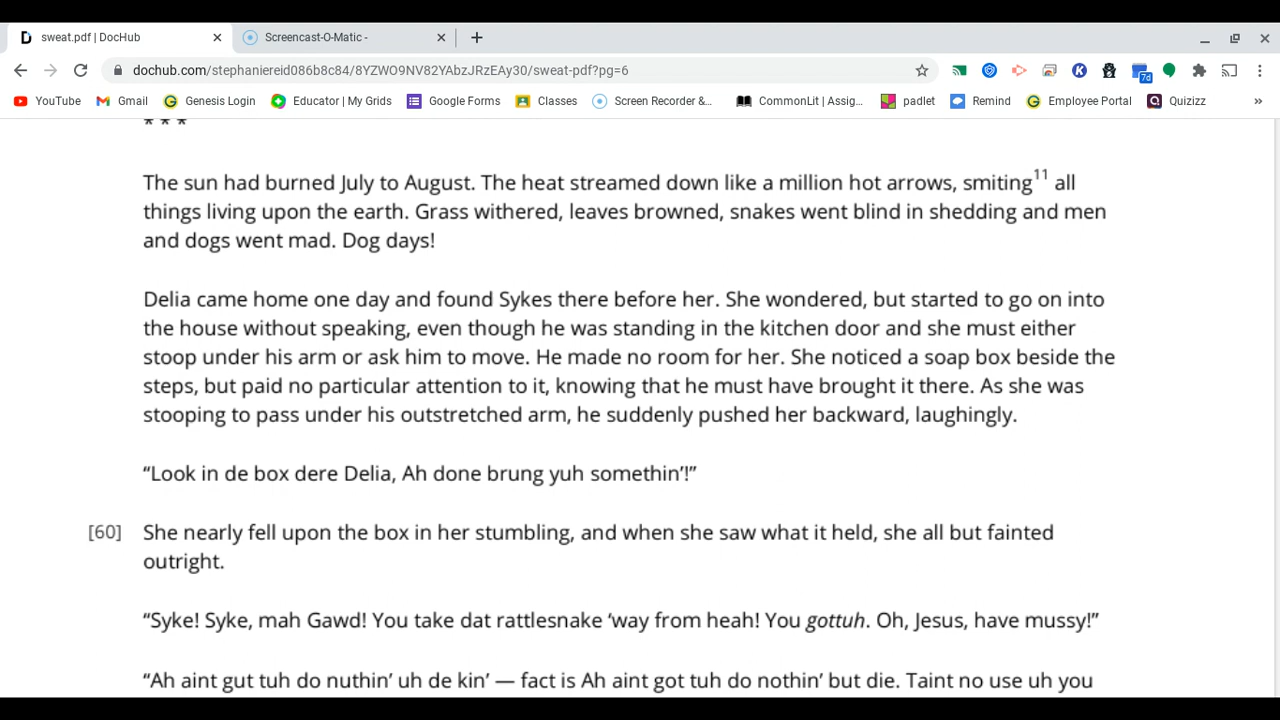 sweat.pdf | DocHub
Screencast-O-Matic -
dochub.com/stephaniereid086b8c84/8YZWO9NV82YAbzJRzEAy30/sweat-pdf?pg=6
7d
YouTube Gmail Genesis Login Educator | My Grids Google Forms Classes Screen Recorder &... CommonLit | Assig... padlet Remind Employee Portal Quizizz »
* * *
The sun had burned July to August. The heat streamed down like a million hot arrows, smiting11 all
things living upon the earth. Grass withered, leaves browned, snakes went blind in shedding and men
and dogs went mad. Dog days!
Delia came home one day and found Sykes there before her. She wondered, but started to go on into
the house without speaking, even though he was standing in the kitchen door and she must either
stoop under his arm or ask him to move. He made no room for her. She noticed a soap box beside the
steps, but paid no particular attention to it, knowing that he must have brought it there. As she was
stooping to pass under his outstretched arm, he suddenly pushed her backward, laughingly.
“Look in de box dere Delia, Ah done brung yuh somethin’!”
[60] She nearly fell upon the box in her stumbling, and when she saw what it held, she all but fainted
outright.
“Syke! Syke, mah Gawd! You take dat rattlesnake ‘way from heah! You gottuh. Oh, Jesus, have mussy!”
“Ah aint gut tuh do nuthin’ uh de kin’ — fact is Ah aint got tuh do nothin’ but die. Taint no use uh you